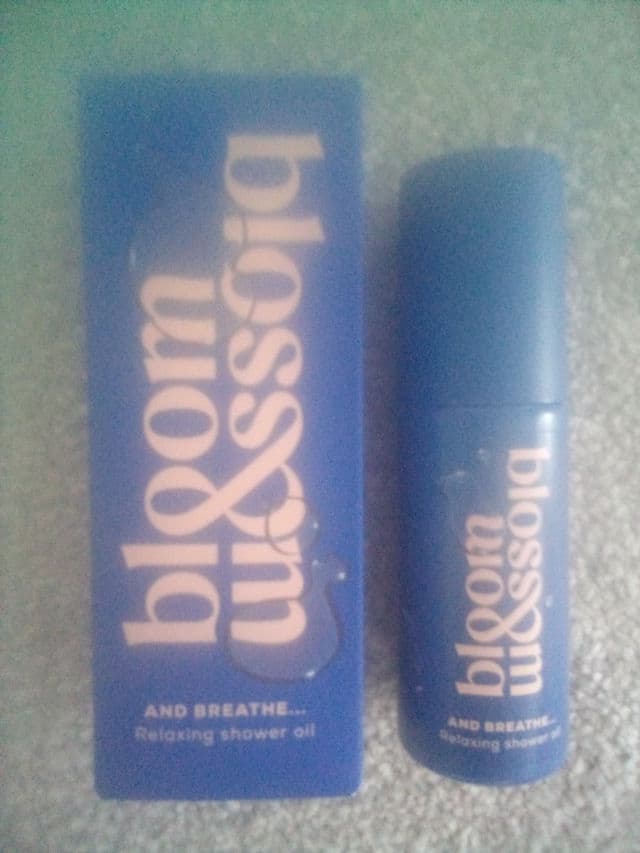 bloom
&
blossom
AND BREATHE...
Relaxing shower oil
bloom
&
blossom
AND BREATHE...
Relaxing shower oil